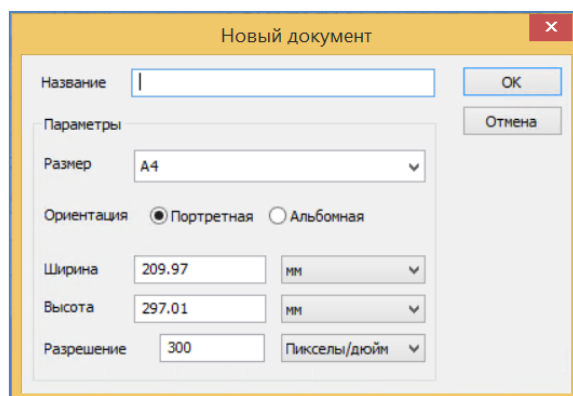 Новый документ
Название
OK
Параметры
Отмена
Размер A4
Ориентация Портретная Альбомная
Ширина 209.97 мм
Высота 297.01 мм
Разрешение 300 Пикселы/дюйм